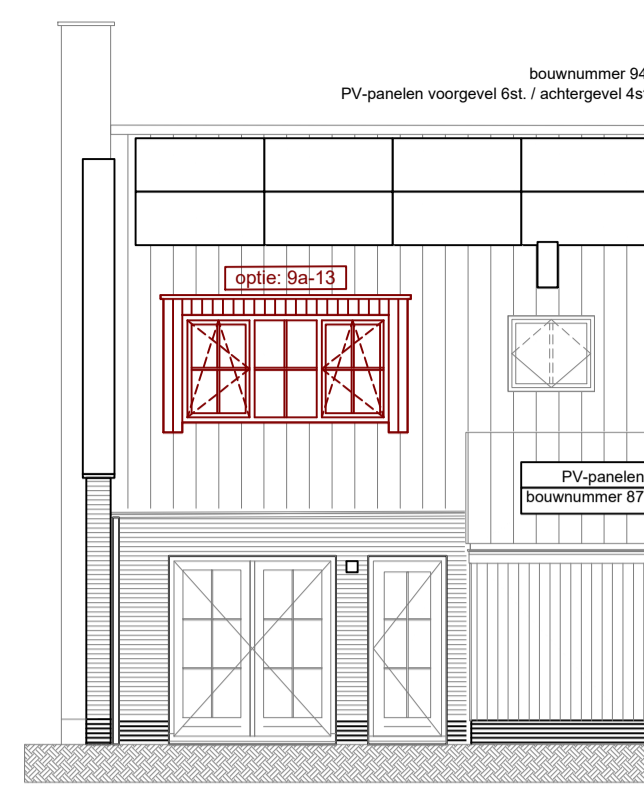 bouwnummer 94
PV-panelen voorgevel 6st. / achtergevel 4st
optie: 9a-13
PV-panelen
bouwnummer 87